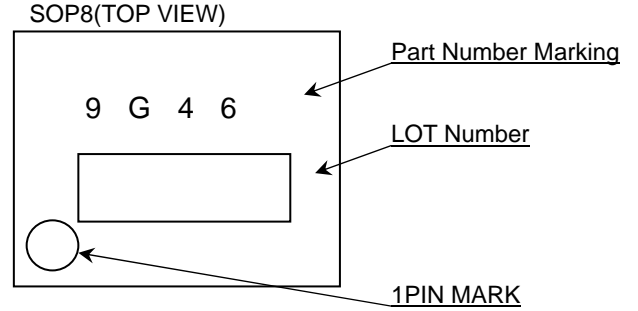 SOP8(TOP VIEW)
Part Number Marking
9 G 4 6
LOT Number
1PIN MARK